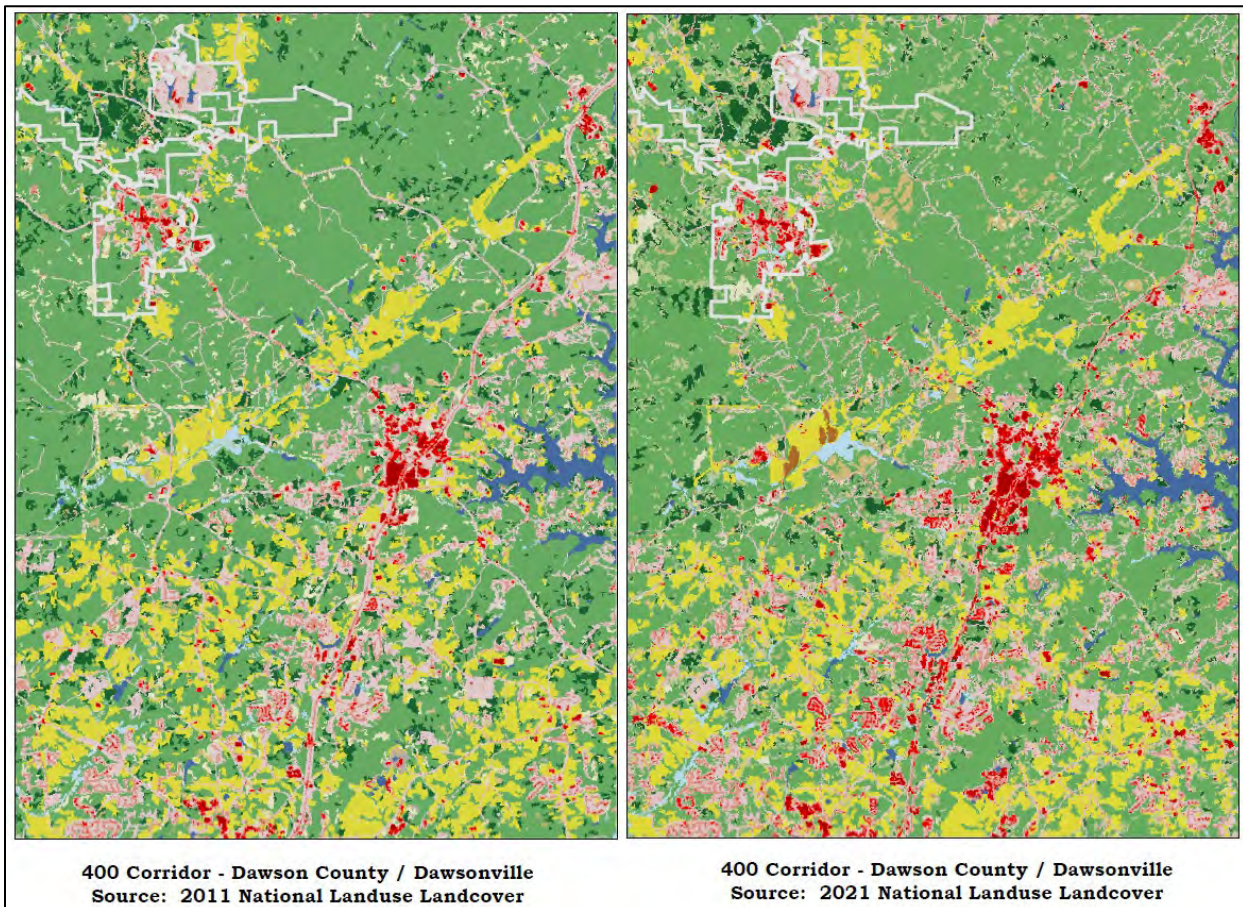 400 Corridor - Dawson County / Dawsonville
Source: 2011 National Landuse Landcover
400 Corridor - Dawson County / Dawsonville
Source: 2021 National Landuse Landcover